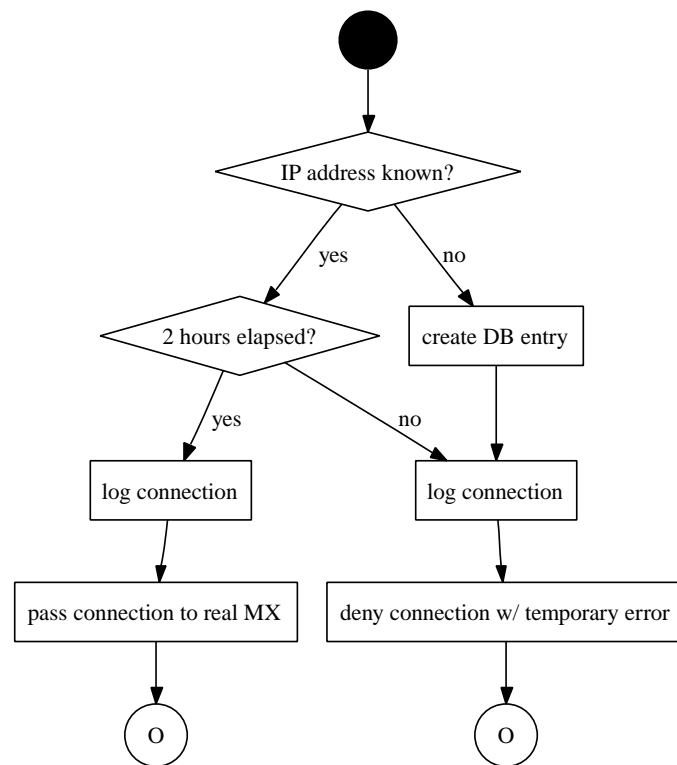 IP address known?
yes
no
2 hours elapsed?
create DB entry
yes
no
log connection
log connection
pass connection to real MX
deny connection w/ temporary error
O
O